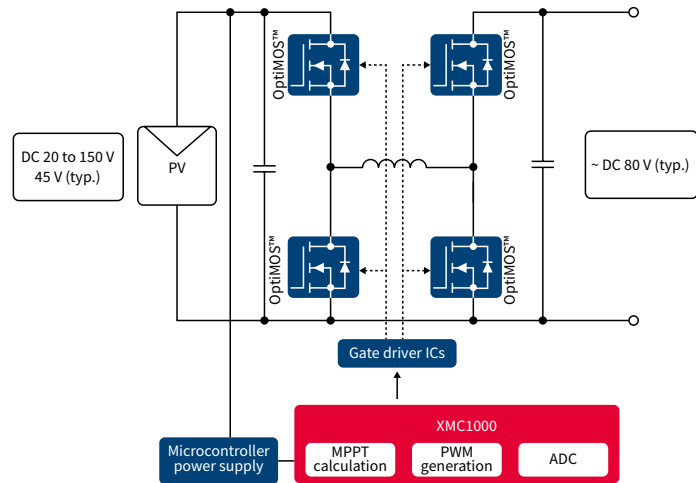 OptiMOS™
OptiMOS™
DC 20 to 150 V
45 V (typ.)
PV
~ DC 80 V (typ.)
OptiMOS™
OptiMOS™
Gate driver ICs
XMC1000
Microcontroller
power supply
MPPT
calculation
PWM
generation
ADC